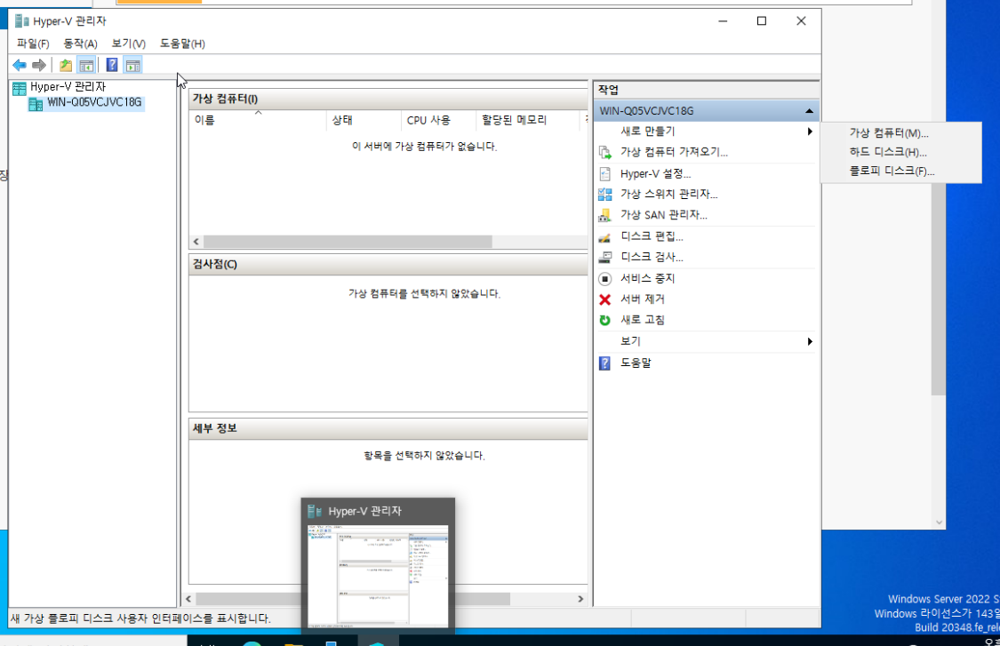 Hyper-V 관리자
파일(F) 동작(A) 보기(V) 도움말(H)
Hyper-V 관리자
WIN-Q05VCJVC18G
가상 컴퓨터(I)
이름 상태 CPU 사용 할당된 메모리
이 서버에 가상 컴퓨터가 없습니다.
검사점(C)
가상 컴퓨터를 선택하지 않았습니다.
세부 정보
항목을 선택하지 않았습니다.
작업
WIN-Q05VCJVC18G
새로 만들기
가상 컴퓨터 가져오기...
Hyper-V 설정...
가상 스위치 관리자...
가상 SAN 관리자...
디스크 편집...
디스크 검사...
서비스 중지
서버 제거
새로 고침
보기
도움말
가상 컴퓨터(M)...
하드 디스크(H)...
플로피 디스크(F)...
Hyper-V 관리자
새 가상 플로피 디스크 사용자 인터페이스를 표시합니다.
Windows Server 2022 S
Windows 라이선스가 143일
Build 20348.fe_rel